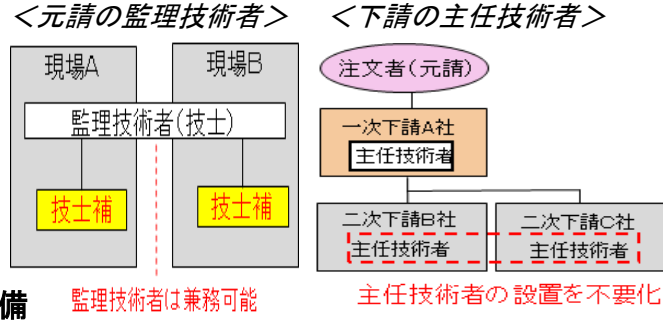 ＜元請の監理技術者＞
現場A
現場B
監理技術者(技士)
技士補
技士補
備
監理技術者は兼務可能
＜下請の主任技術者＞
注文者(元請)
一次下請A社
主任技術者
二次下請B社
主任技術者
二次下請C社
主任技術者
主任技術者の設置を不要化